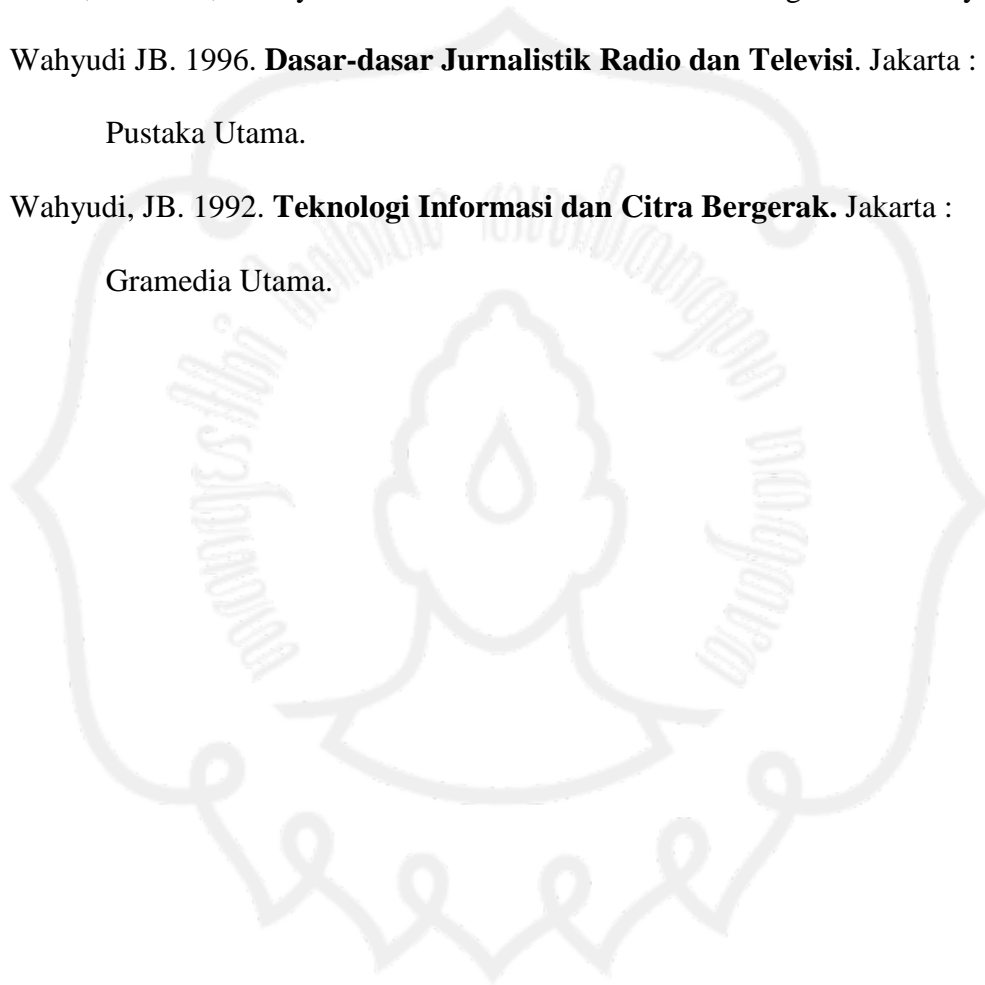 Wahyudi JB. 1996. Dasar-dasar Jurnalistik Radio dan Televisi. Jakarta :
Pustaka Utama.
Wahyudi, JB. 1992. Teknologi Informasi dan Citra Bergerak. Jakarta :
Gramedia Utama.